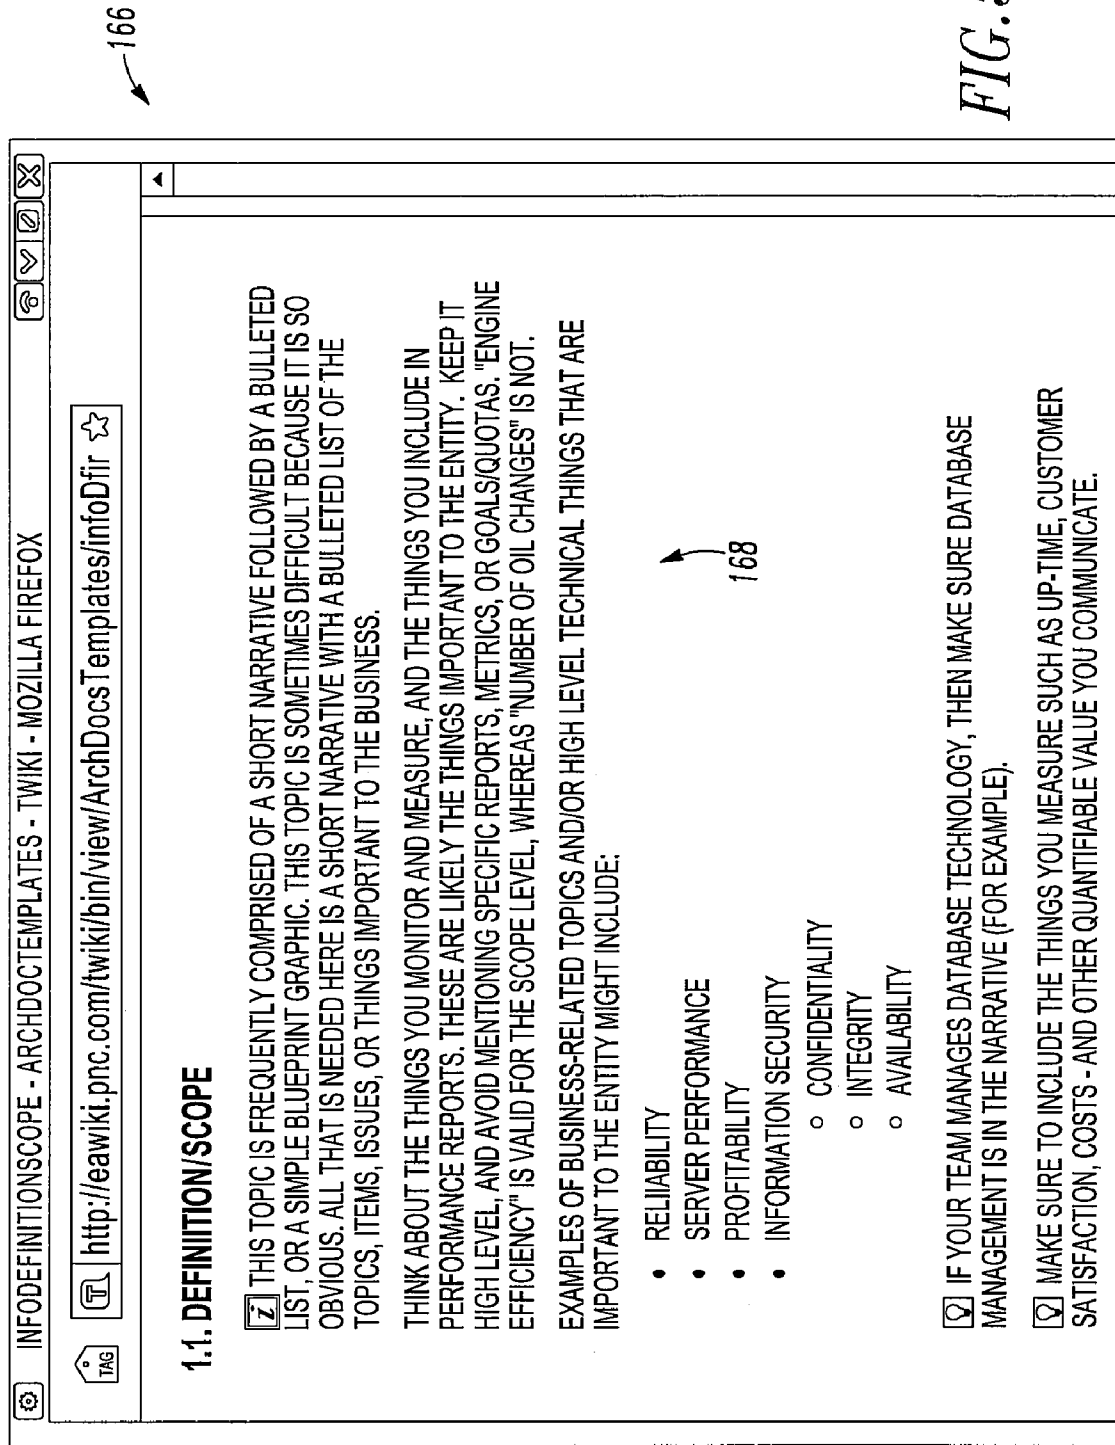 INFODEFINITIONSCOPE - ARCHDOCTEMPLATES - TWIKI - MOZILLA FIREFOX
TAG
http://eawiki.pnc.com/twiki/bin/view/ArchDocsTemplates/infoDfir
166
1.1. DEFINITION/SCOPE
i THIS TOPIC IS FREQUENTLY COMPRISED OF A SHORT NARRATIVE FOLLOWED BY A BULLETED
LIST, OR A SIMPLE BLUEPRINT GRAPHIC. THIS TOPIC IS SOMETIMES DIFFICULT BECAUSE IT IS SO
OBVIOUS. ALL THAT IS NEEDED HERE IS A SHORT NARRATIVE WITH A BULLETED LIST OF THE
TOPICS, ITEMS, ISSUES, OR THINGS IMPORTANT TO THE BUSINESS.
THINK ABOUT THE THINGS YOU MONITOR AND MEASURE, AND THE THINGS YOU INCLUDE IN
PERFORMANCE REPORTS. THESE ARE LIKELY THE THINGS IMPORTANT TO THE ENTITY. KEEP IT
HIGH LEVEL, AND AVOID MENTIONING SPECIFIC REPORTS, METRICS, OR GOALS/QUOTAS. "ENGINE
EFFICIENCY" IS VALID FOR THE SCOPE LEVEL, WHEREAS "NUMBER OF OIL CHANGES" IS NOT.
EXAMPLES OF BUSINESS-RELATED TOPICS AND/OR HIGH LEVEL TECHNICAL THINGS THAT ARE
IMPORTANT TO THE ENTITY MIGHT INCLUDE:
• RELIIABILITY
• SERVER PERFORMANCE
• PROFITABILITY
• INFORMATION SECURITY
○ CONFIDENTIALITY
○ INTEGRITY
○ AVAILABILITY
168
IF YOUR TEAM MANAGES DATABASE TECHNOLOGY, THEN MAKE SURE DATABASE
MANAGEMENT IS IN THE NARRATIVE (FOR EXAMPLE).
MAKE SURE TO INCLUDE THE THINGS YOU MEASURE SUCH AS UP-TIME, CUSTOMER
SATISFACTION, COSTS - AND OTHER QUANTIFIABLE VALUE YOU COMMUNICATE.
FIG.